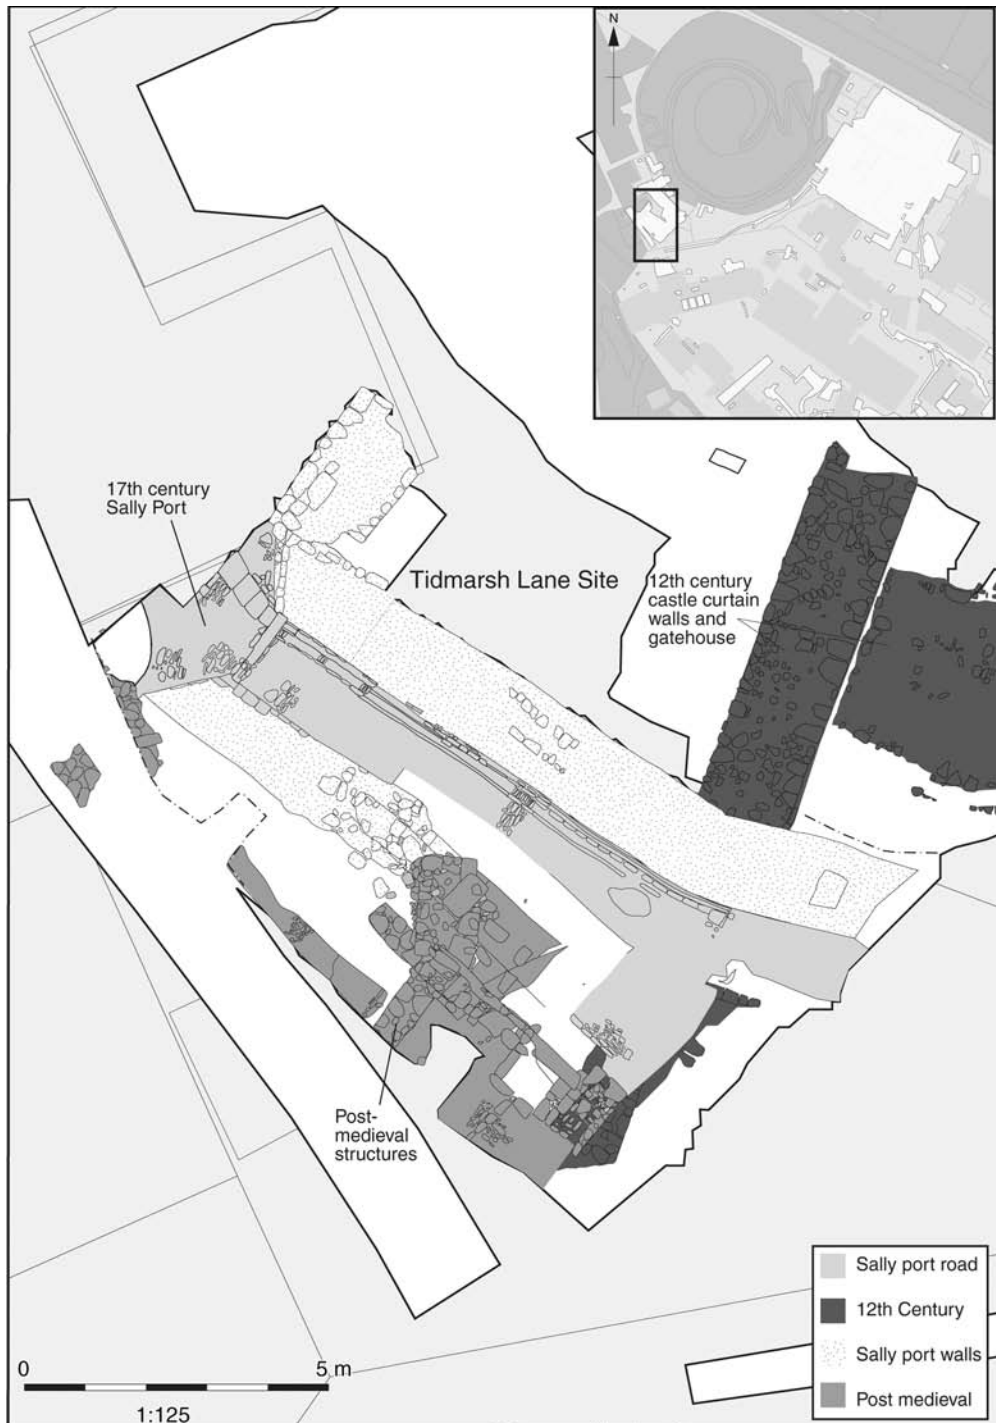 N
17th century
Sally Port
Tidmarsh Lane Site
12th century
castle curtain
walls and
gatehouse
Post-
medieval
structures
Sally port road
12th Century
Sally port walls
Post medieval
0 5 m
1:125